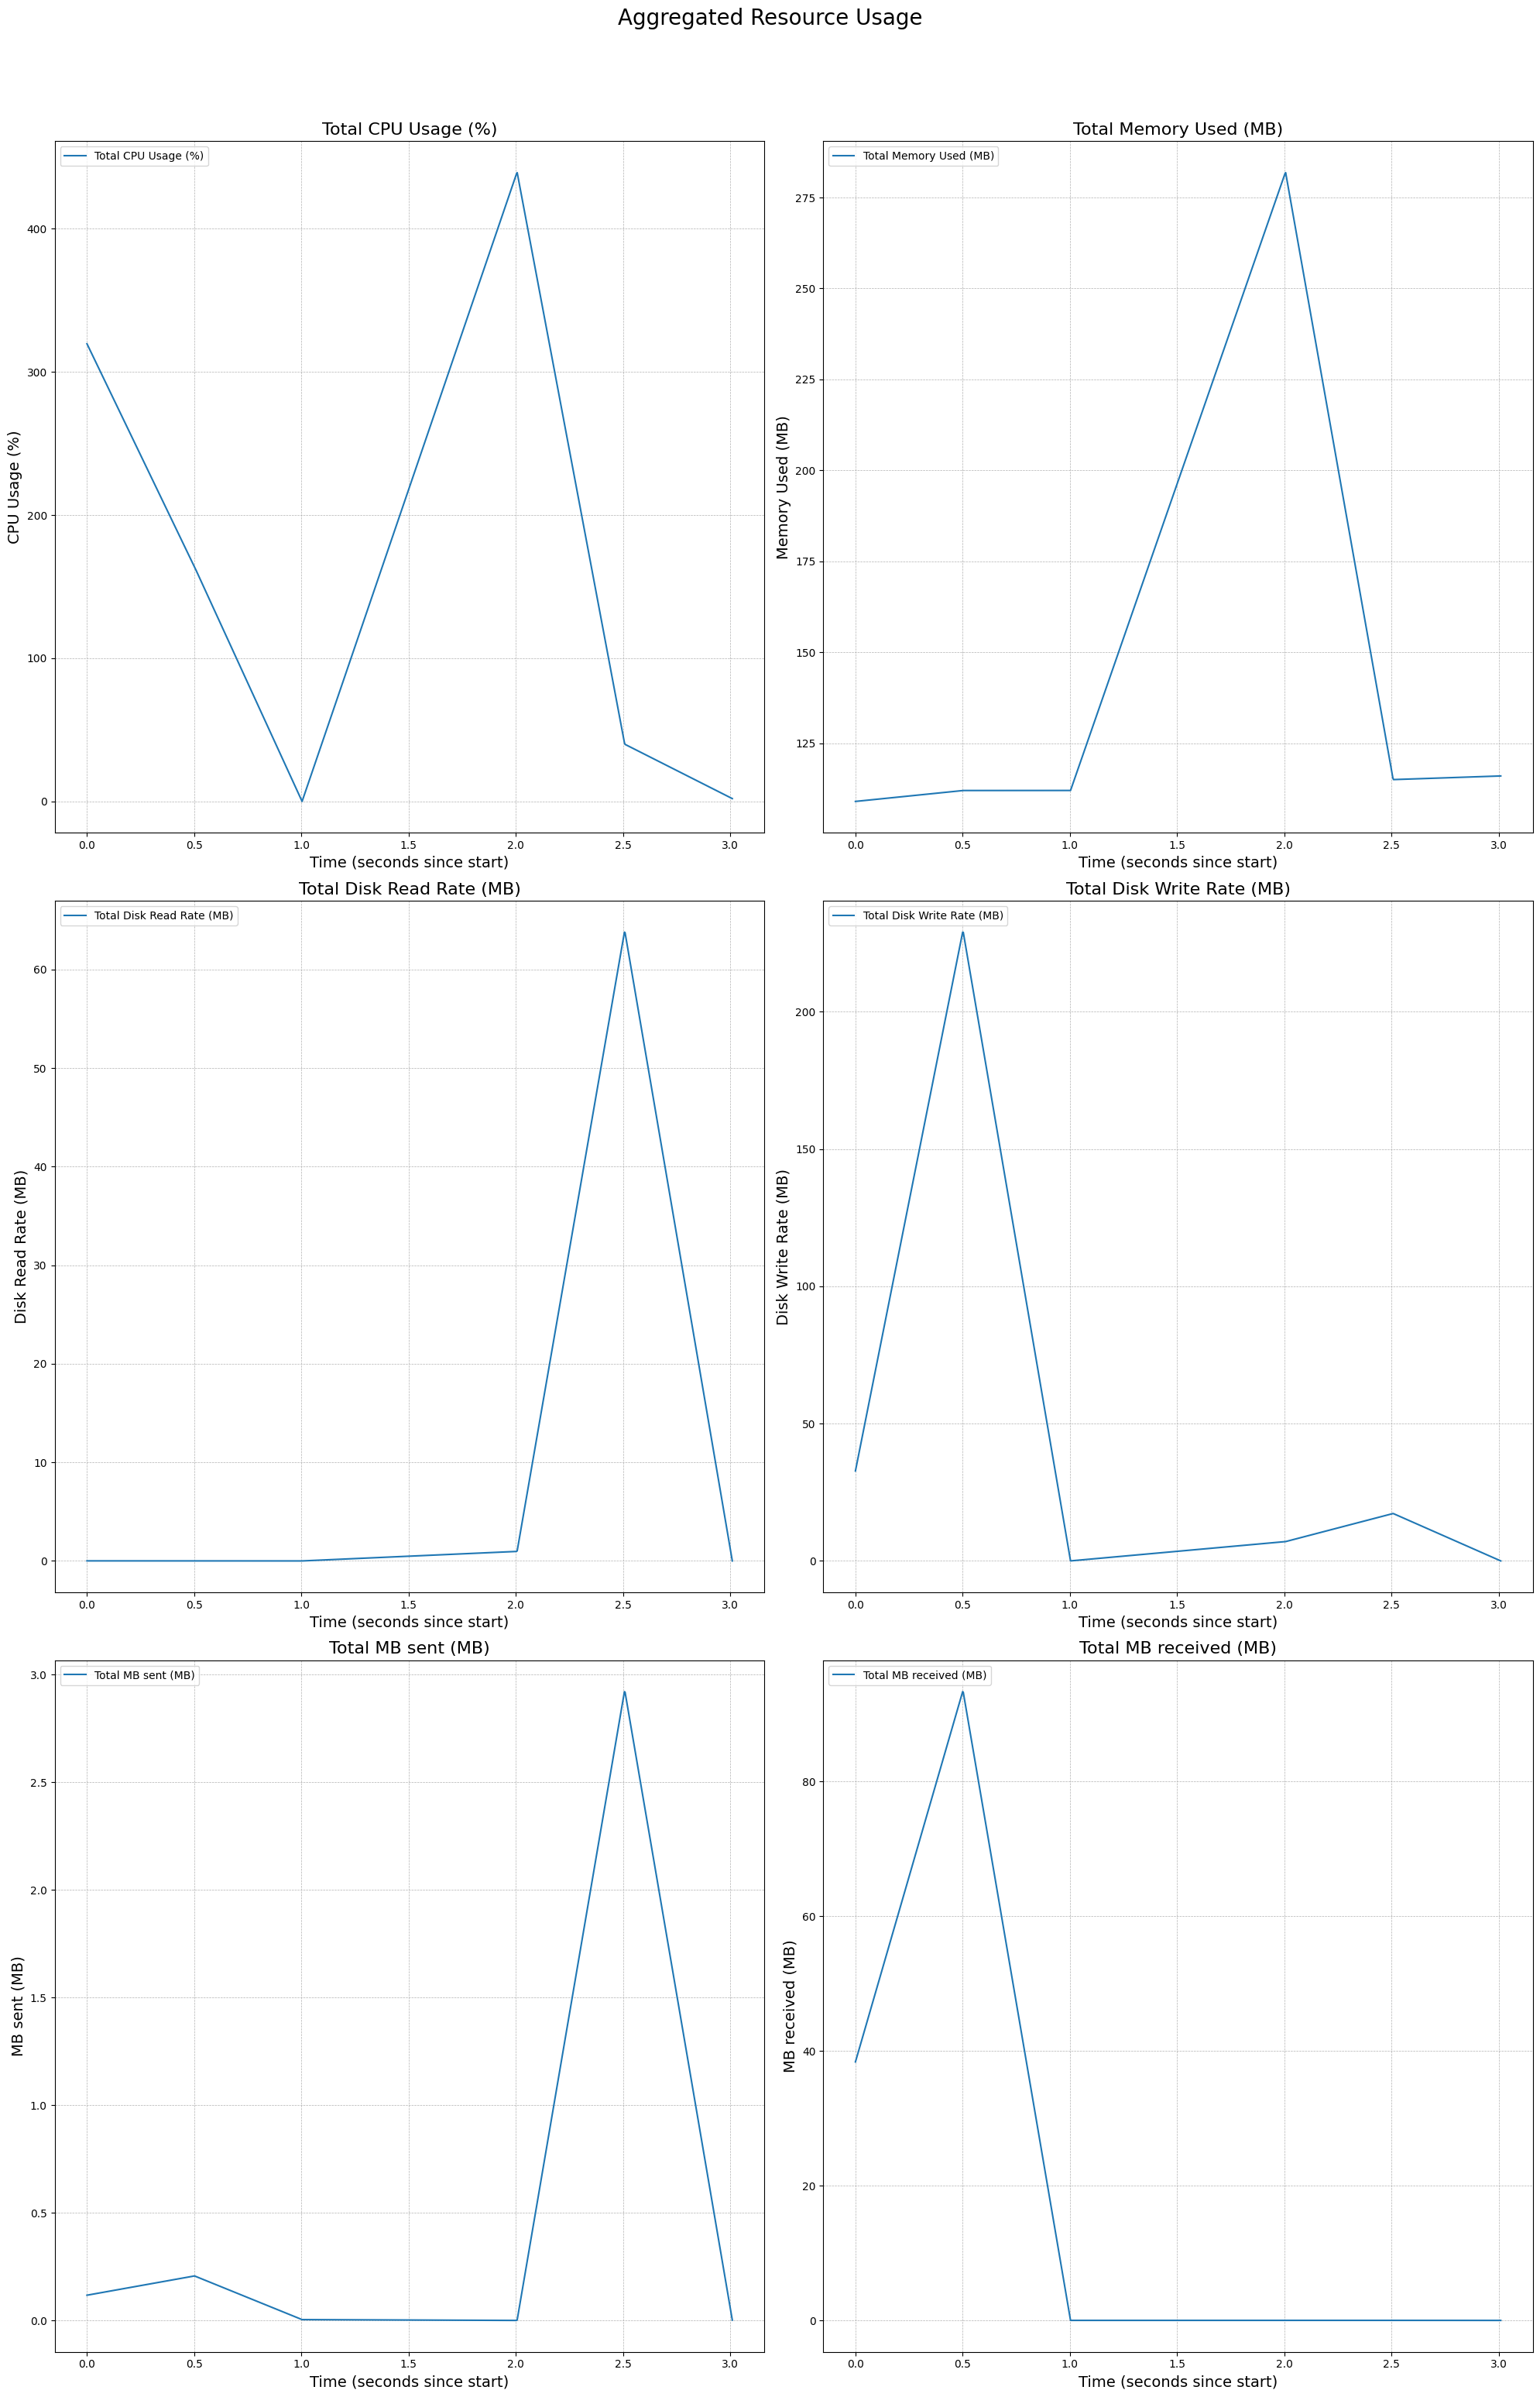 Aggregated Resource Usage
Total CPU Usage (%)
Total CPU Usage (%)
CPU Usage (%)
400
300
200
100
0
0.0 0.5 1.0 1.5 2.0 2.5 3.0
Time (seconds since start)
Total Memory Used (MB)
Total Memory Used (MB)
Memory Used (MB)
275
250
225
200
175
150
125
0.0 0.5 1.0 1.5 2.0 2.5 3.0
Time (seconds since start)
Total Disk Read Rate (MB)
Total Disk Read Rate (MB)
Disk Read Rate (MB)
60
50
40
30
20
10
0
0.0 0.5 1.0 1.5 2.0 2.5 3.0
Time (seconds since start)
Total Disk Write Rate (MB)
Total Disk Write Rate (MB)
Disk Write Rate (MB)
200
150
100
50
0
0.0 0.5 1.0 1.5 2.0 2.5 3.0
Time (seconds since start)
Total MB sent (MB)
Total MB sent (MB)
MB sent (MB)
3.0
2.5
2.0
1.5
1.0
0.5
0.0
0.0 0.5 1.0 1.5 2.0 2.5 3.0
Time (seconds since start)
Total MB received (MB)
Total MB received (MB)
MB received (MB)
80
60
40
20
0
0.0 0.5 1.0 1.5 2.0 2.5 3.0
Time (seconds since start)